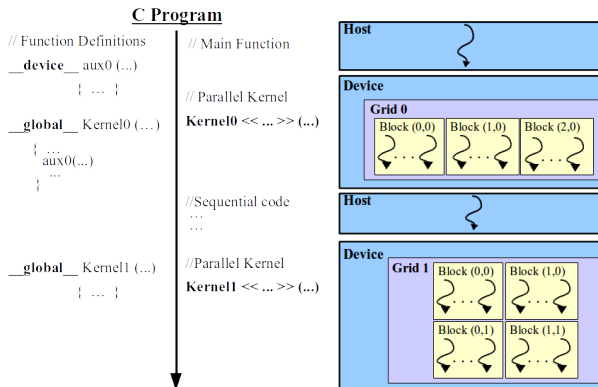 C Program
// Function Definitions
__device__ aux0 (...)
{ ... }
__global__ Kernel0 (...)
{ ...
aux0(...)
...
}
__global__ Kernel1 (...)
{ ... }
// Main Function
// Parallel Kernel
Kernel0 << ... >> (...)
//Sequential code
...
...
//Parallel Kernel
Kernel1 << ... >> (...)
Host
Device
Grid 0
Block (0,0) Block (1,0) Block (2,0)
... ... ...
Host
Device
Grid 1
Block (0,0) Block (1,0)
... ...
Block (0,1) Block (1,1)
... ...